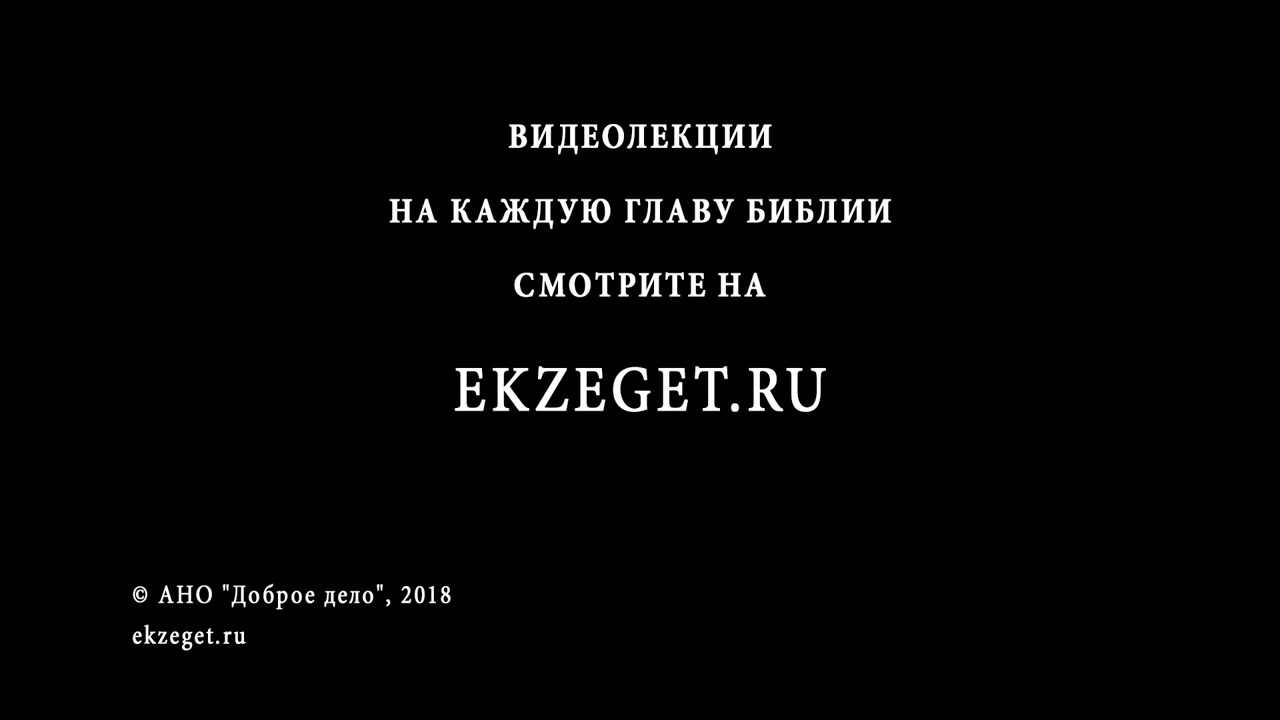 ВИДЕОЛЕКЦИИ
НА КАЖДУЮ ГЛАВУ БИБЛИИ
СМОТРИТЕ НА
EKZEGET.RU
© АНО "Доброе дело", 2018
ekzeget.ru